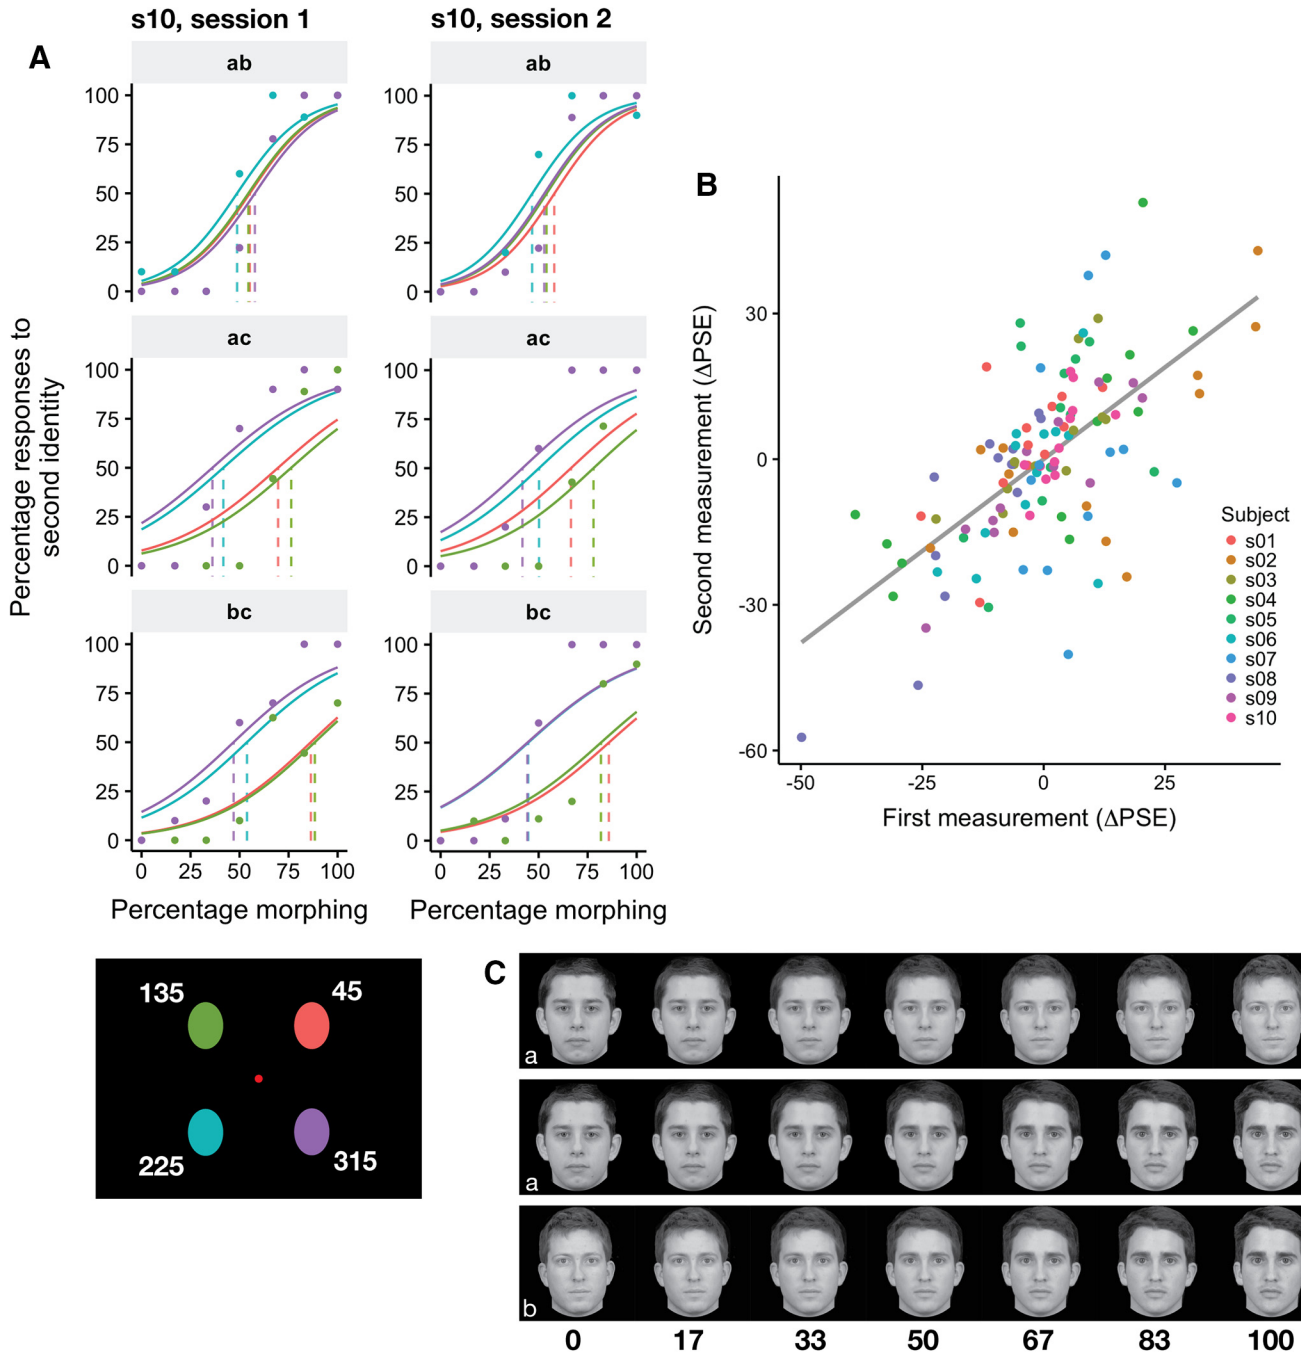 s10, session 1
s10, session 2
A
ab
ab
100
75
50
25
0
100
75
50
25
0
ac
ac
100
75
50
25
0
100
75
50
25
0
bc
bc
100
75
50
25
0
100
75
50
25
0
0 25 50 75 100
0 25 50 75 100
Percentage responses to
second identity
Percentage morphing
Percentage morphing
135
45
225
315
B
30
0
-30
-60
-50 -25 0 25
Second measurement (ΔPSE)
First measurement (ΔPSE)
Subject
s01
s02
s03
s04
s05
s06
s07
s08
s09
s10
C
a
a
b
0 17 33 50 67 83 100